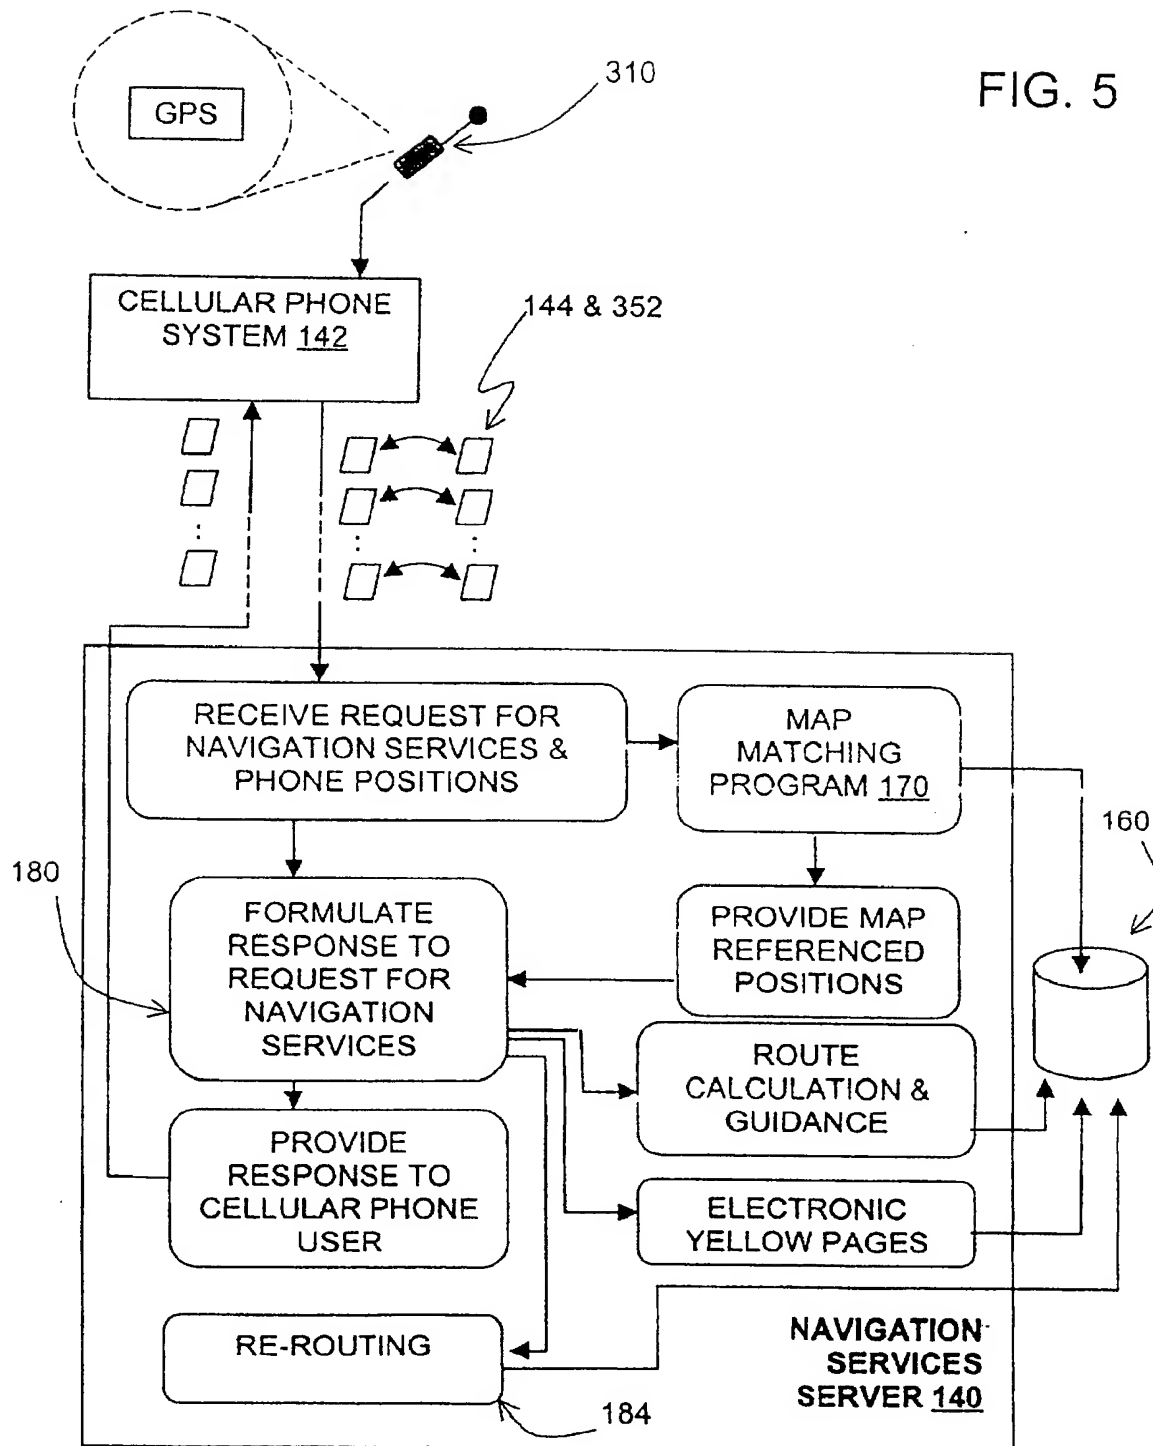 FIG. 5
310
GPS
CELLULAR PHONE
SYSTEM 142
144 & 352
RECEIVE REQUEST FOR
NAVIGATION SERVICES &
PHONE POSITIONS
MAP
MATCHING
PROGRAM 170
160
180
FORMULATE
RESPONSE TO
REQUEST FOR
NAVIGATION
SERVICES
PROVIDE MAP
REFERENCED
POSITIONS
ROUTE
CALCULATION &
GUIDANCE
PROVIDE
RESPONSE TO
CELLULAR PHONE
USER
ELECTRONIC
YELLOW PAGES
RE-ROUTING
184
NAVIGATION
SERVICES
SERVER 140